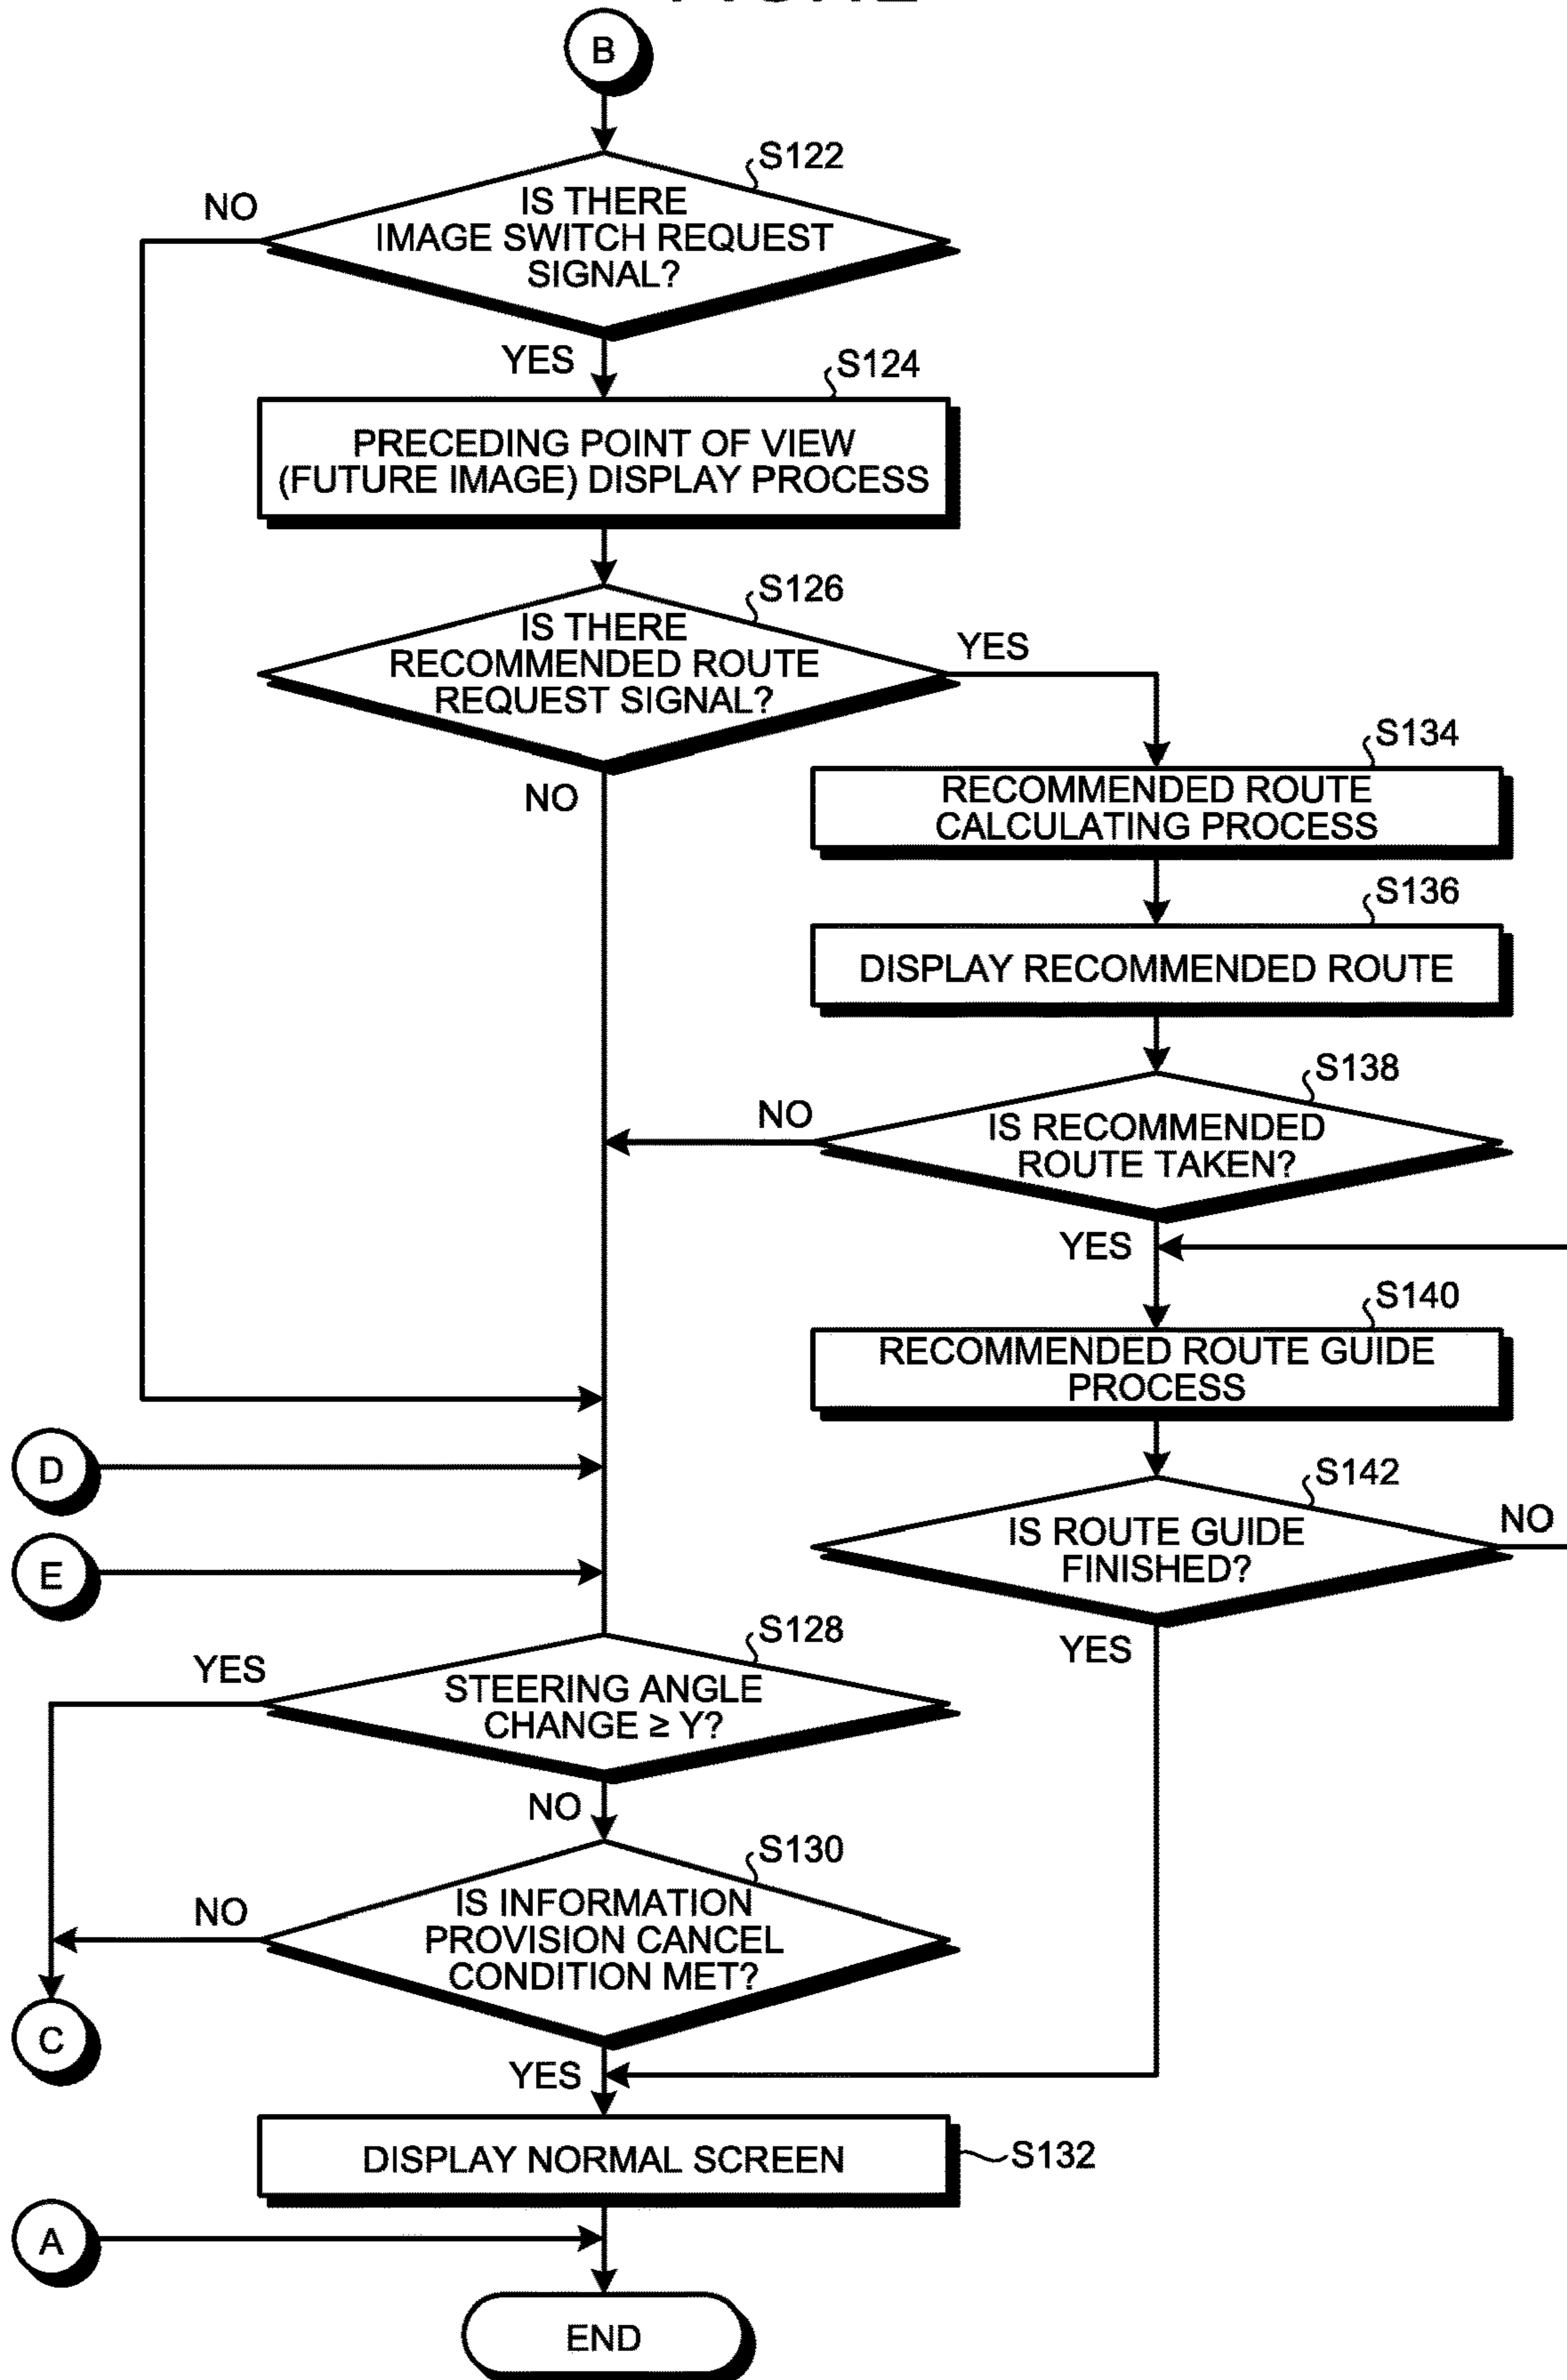 B
S122
IS THERE
IMAGE SWITCH REQUEST
SIGNAL?
NO
YES
S124
PRECEDING POINT OF VIEW
(FUTURE IMAGE) DISPLAY PROCESS
S126
IS THERE
RECOMMENDED ROUTE
REQUEST SIGNAL?
YES
NO
S134
RECOMMENDED ROUTE
CALCULATING PROCESS
S136
DISPLAY RECOMMENDED ROUTE
S138
IS RECOMMENDED
ROUTE TAKEN?
NO
YES
S140
RECOMMENDED ROUTE GUIDE
PROCESS
D
S142
IS ROUTE GUIDE
FINISHED?
NO
YES
E
S128
STEERING ANGLE
CHANGE ≥ Y?
YES
NO
S130
IS INFORMATION
PROVISION CANCEL
CONDITION MET?
NO
C
YES
DISPLAY NORMAL SCREEN
S132
A
END